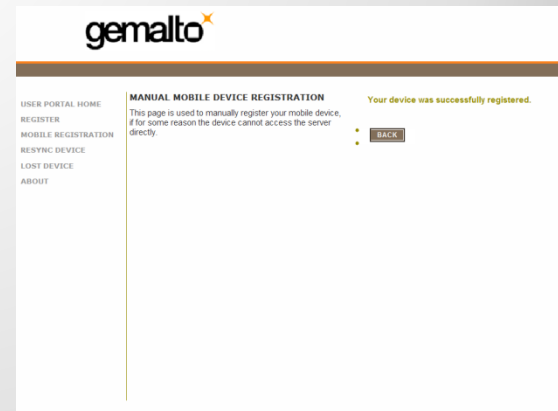 gemalto
USER PORTAL HOME
REGISTER
MOBILE REGISTRATION
RESYNC DEVICE
LOST DEVICE
ABOUT
MANUAL MOBILE DEVICE REGISTRATION
This page is used to manually register your mobile device,
if for some reason the device cannot access the server
directly.
Your device was successfully registered.
BACK